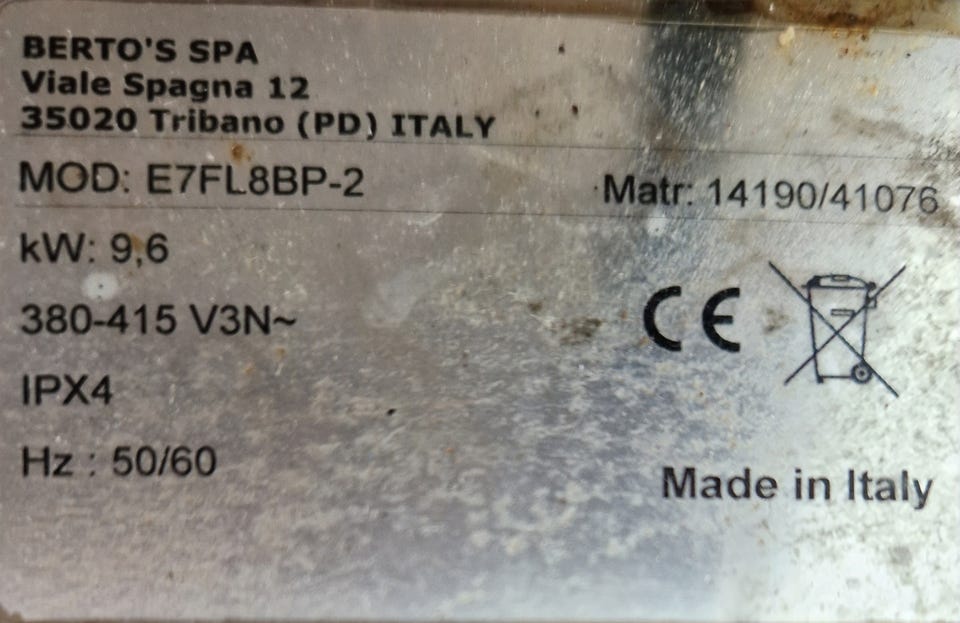 BERTO'S SPA
Viale Spagna 12
35020 Tribano (PD) ITALY
MOD: E7FL8BP-2
Matr: 14190/41076
kW: 9,6
380-415 V3N~
CE
IPX4
Hz : 50/60
Made in Italy